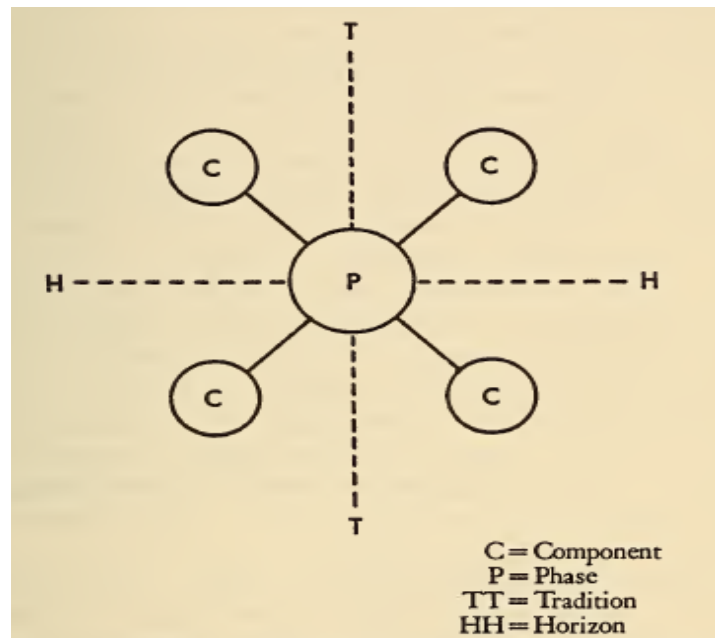 T
C C
H P H
C C
T
C = Component
P = Phase
TT = Tradition
HH = Horizon